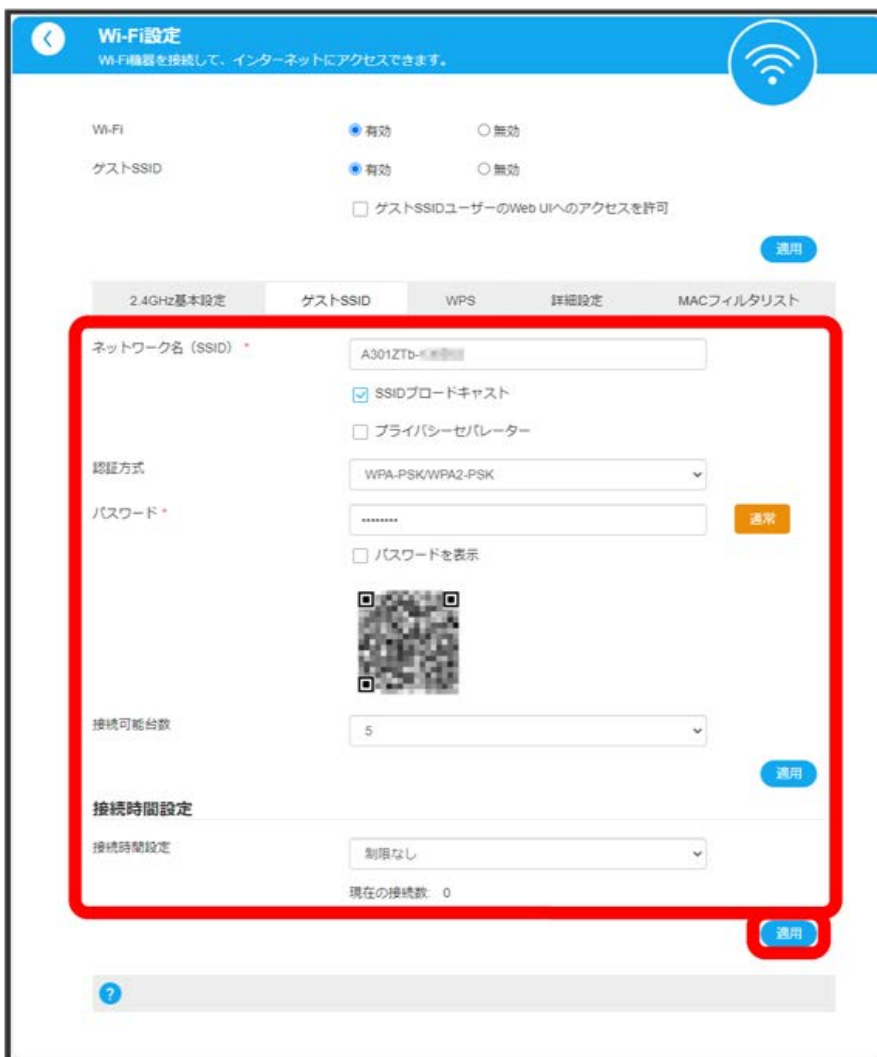 Wi-Fi設定
Wi-Fi機器を接続して、インターネットにアクセスできます。
Wi-Fi 有効 無効
ゲストSSID 有効 無効
ゲストSSIDユーザーのWeb UIへのアクセスを許可
適用
2.4GHz基本設定 ゲストSSID WPS 詳細設定 MACフィルタリスト
ネットワーク名（SSID） * A301ZTb-
SSIDブロードキャスト
プライバシーセパレーター
認証方式 WPA-PSK/WPA2-PSK
パスワード * ········ 通常
パスワードを表示
接続可能台数 5
適用
接続時間設定
接続時間設定 制限なし
現在の接続数: 0
適用
?